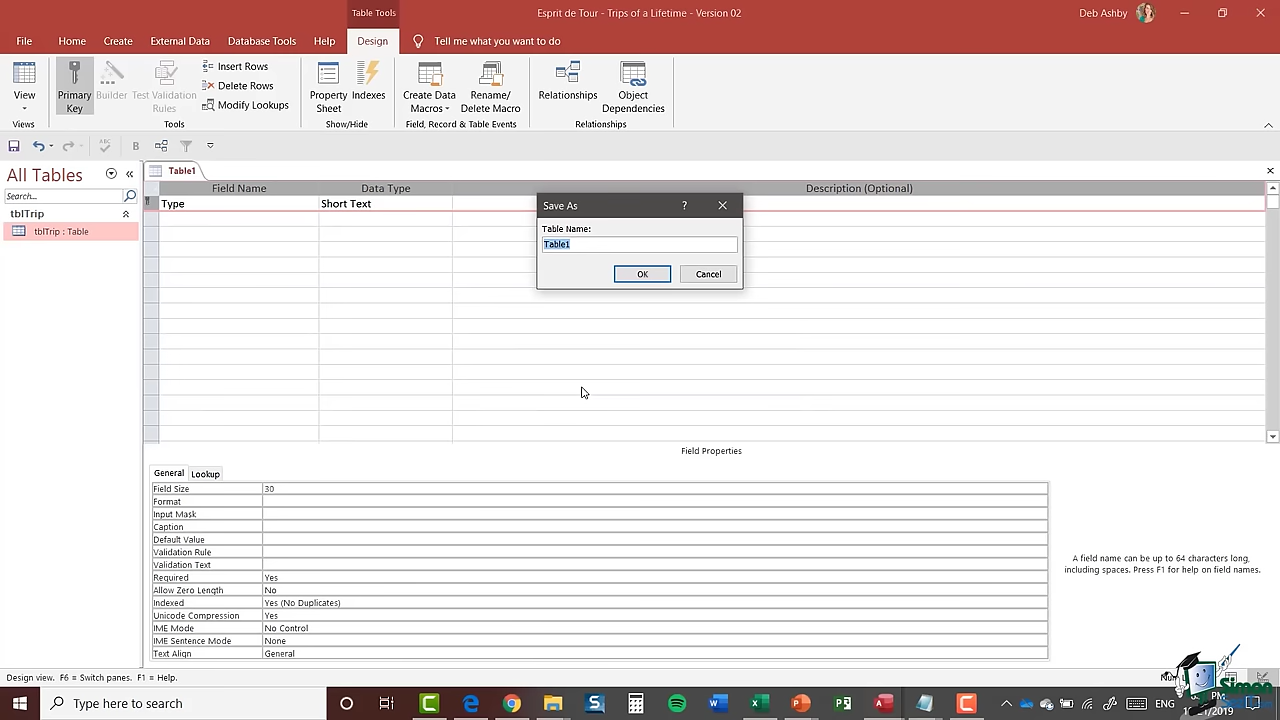 Table Tools
Esprit de Tour - Trips of a Lifetime - Version 02
Deb Ashby
File
Home
Create
External Data
Database Tools
Help
Design
Tell me what you want to do
View
Primary Key
Builder
Test Validation Rules
Insert Rows
Delete Rows
Modify Lookups
Property Sheet
Indexes
Create Data Macros
Rename/ Delete Macro
Relationships
Object Dependencies
Views
Tools
Show/Hide
Field, Record & Table Events
Relationships
All Tables
Search...
tblTrip
tblTrip : Table
Table1
Field Name
Data Type
Description (Optional)
Type
Short Text
Save As
?
Table Name:
Table1
OK
Cancel
Field Properties
General
Lookup
Field Size 30
Format
Input Mask
Caption
Default Value
Validation Rule
Validation Text
Required Yes
Allow Zero Length No
Indexed Yes (No Duplicates)
Unicode Compression Yes
IME Mode No Control
IME Sentence Mode None
Text Align General
A field name can be up to 64 characters long,
including spaces. Press F1 for help on field names.
Design view. F6 = Switch panes. F1 = Help.
Type here to search
ENG
PM
Simon